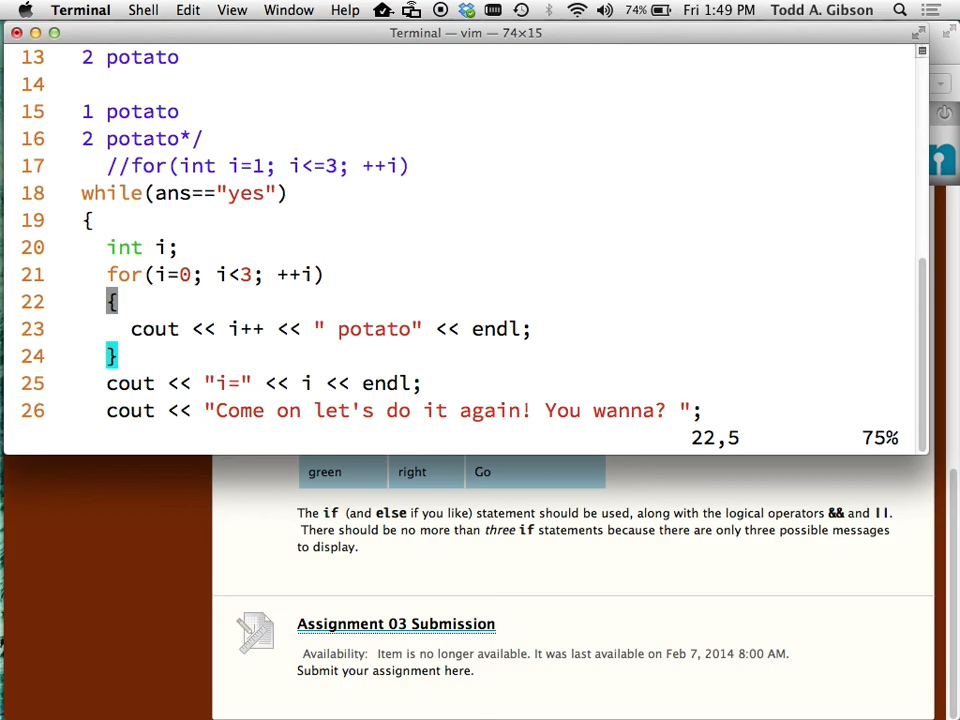 Terminal Shell Edit View Window Help 74% Fri 1:49 PM Todd A. Gibson
Terminal — vim — 74×15
13 2 potato
14
15 1 potato
16 2 potato*/
17 //for(int i=1; i<=3; ++i)
18 while(ans=="yes")
19 {
20 int i;
21 for(i=0; i<3; ++i)
22 {
23 cout << i++ << " potato" << endl;
24 }
25 cout << "i=" << i << endl;
26 cout << "Come on let's do it again! You wanna? ";
22,5 75%
green right Go
The if (and else if you like) statement should be used, along with the logical operators && and ||.
There should be no more than three if statements because there are only three possible messages
to display.
Assignment 03 Submission
Availability: Item is no longer available. It was last available on Feb 7, 2014 8:00 AM.
Submit your assignment here.